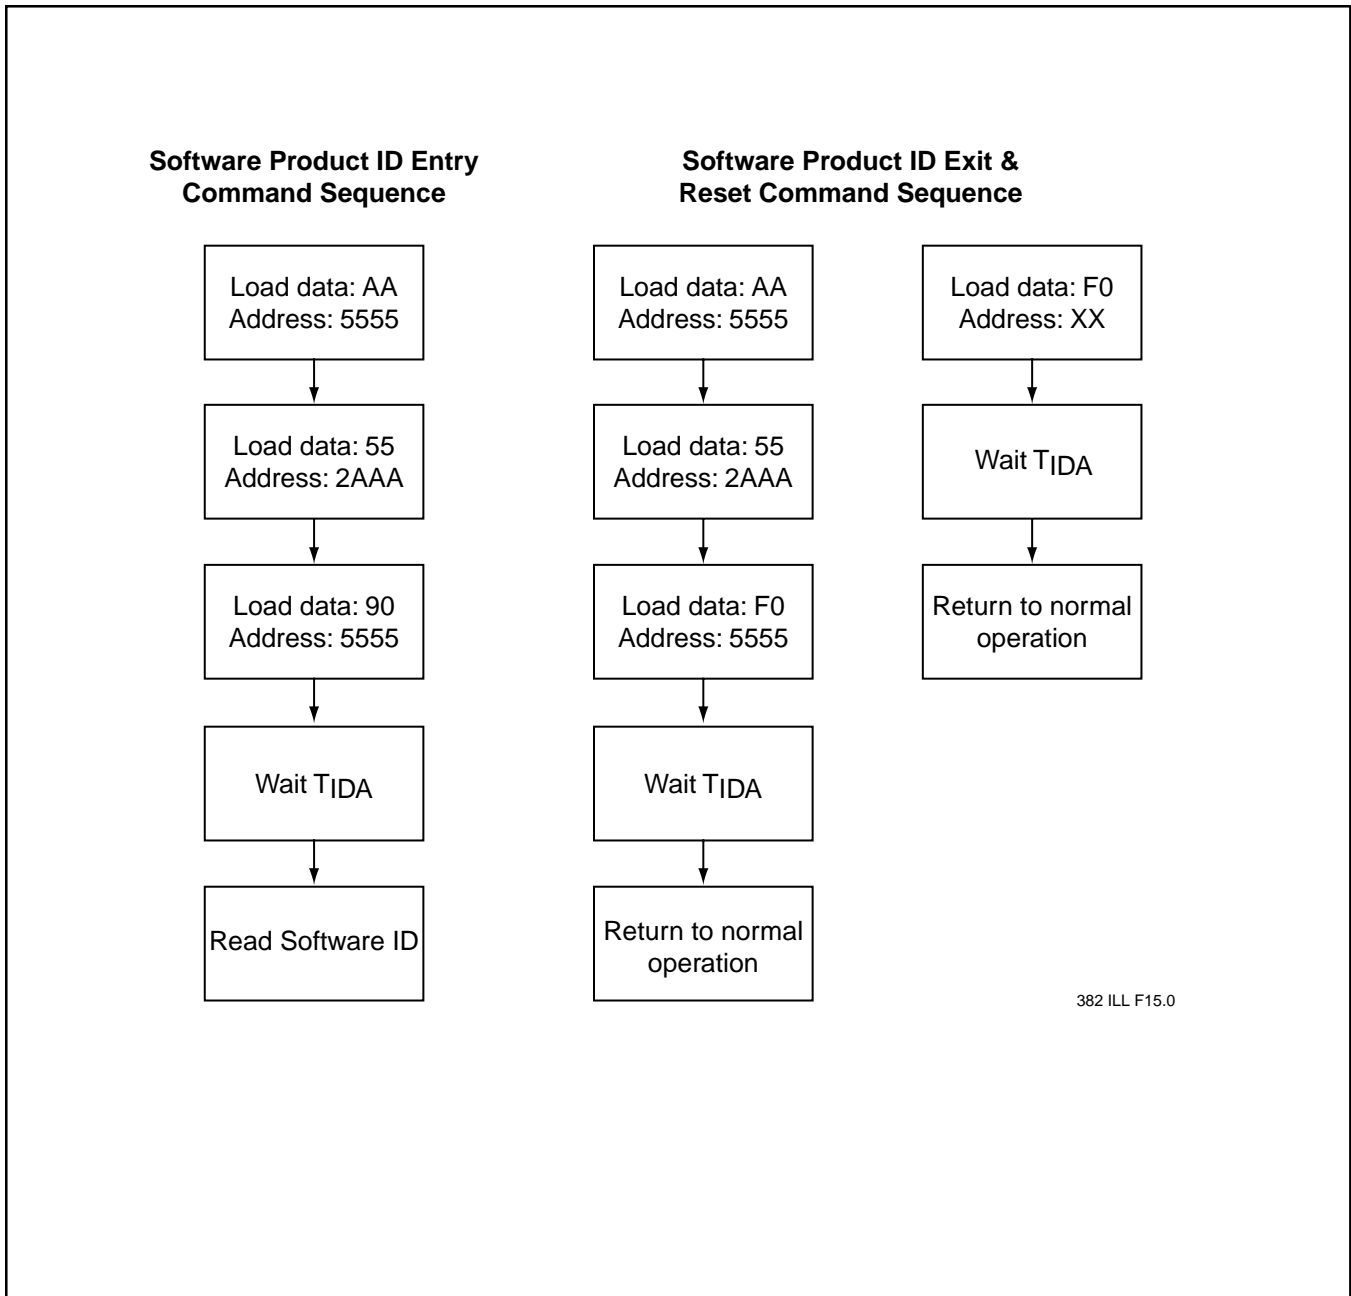 Software Product ID Entry
Command Sequence
Load data: AA
Address: 5555
Load data: 55
Address: 2AAA
Load data: 90
Address: 5555
Wait TIDA
Read Software ID
Software Product ID Exit &
Reset Command Sequence
Load data: AA
Address: 5555
Load data: 55
Address: 2AAA
Load data: F0
Address: 5555
Wait TIDA
Return to normal
operation
Load data: F0
Address: XX
Wait TIDA
Return to normal
operation
382 ILL F15.0